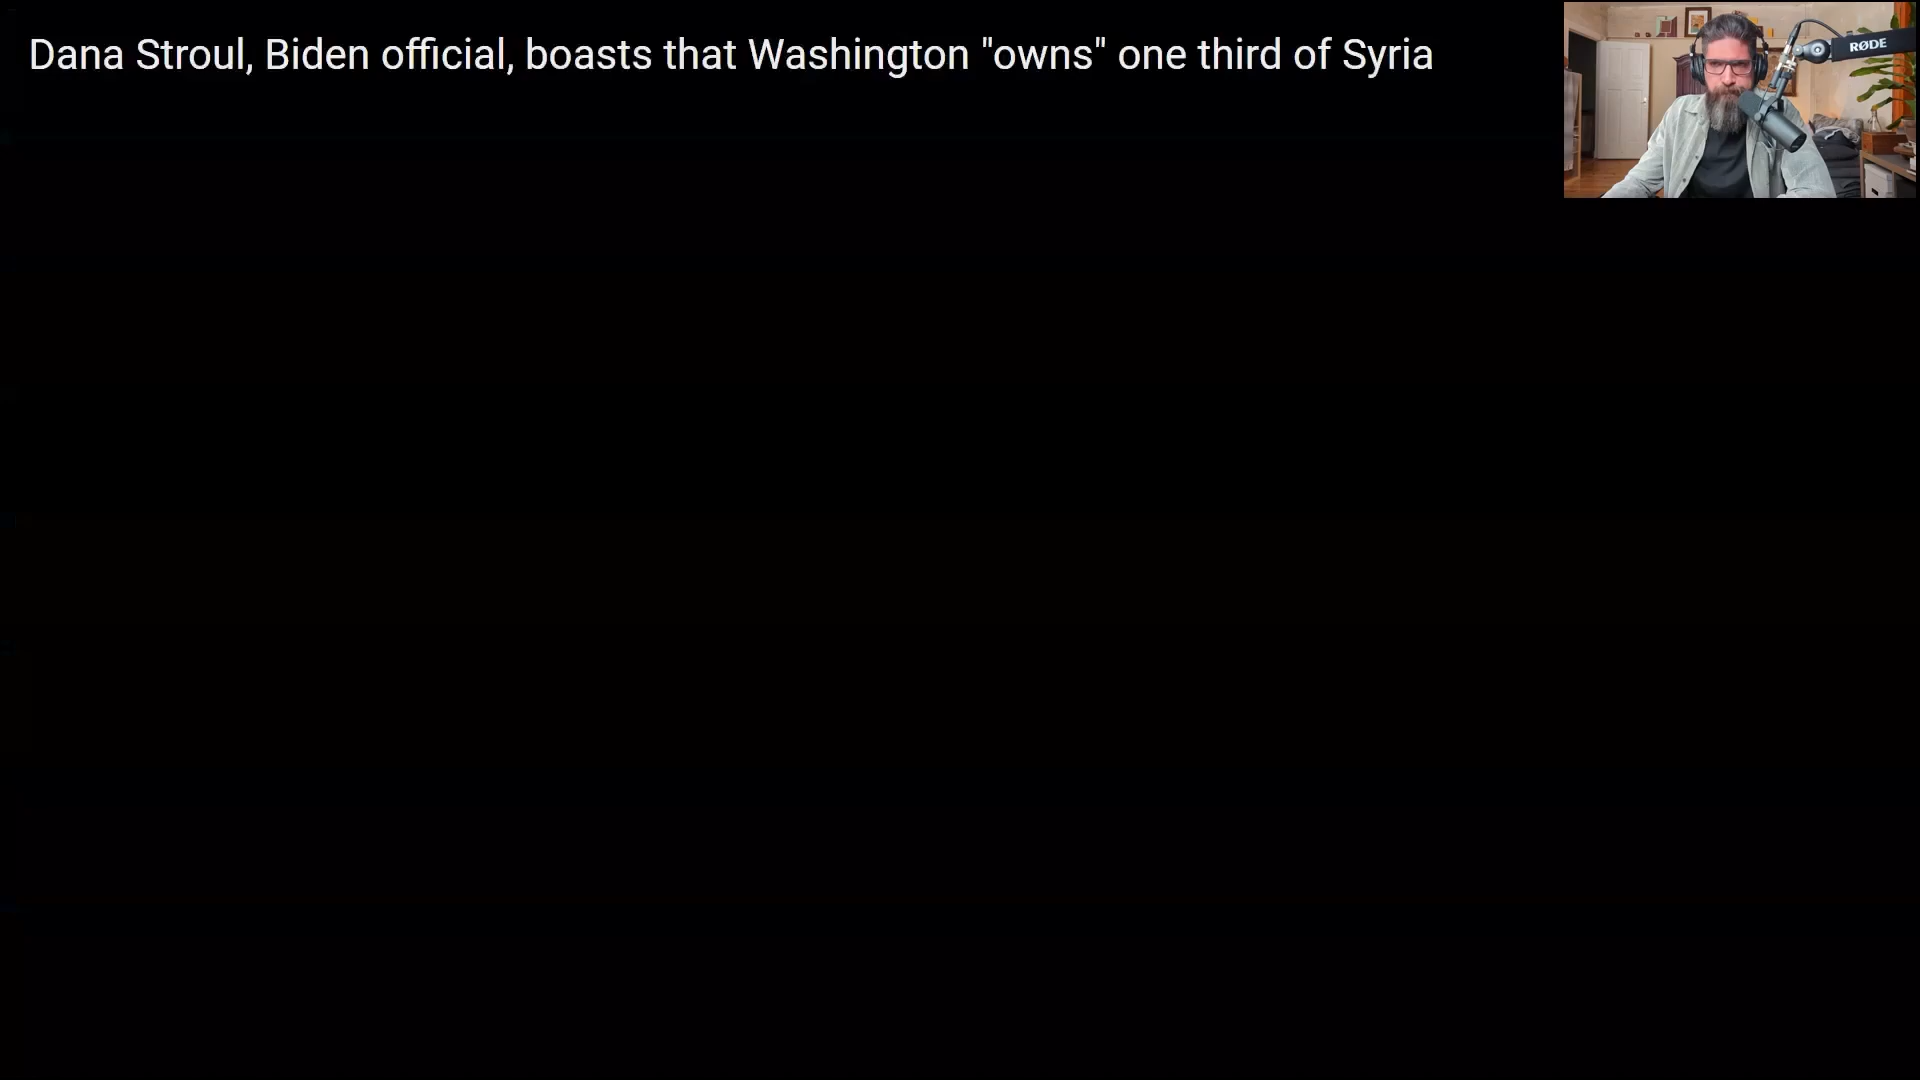 Dana Stroul, Biden official, boasts that Washington "owns" one third of Syria
RØDE